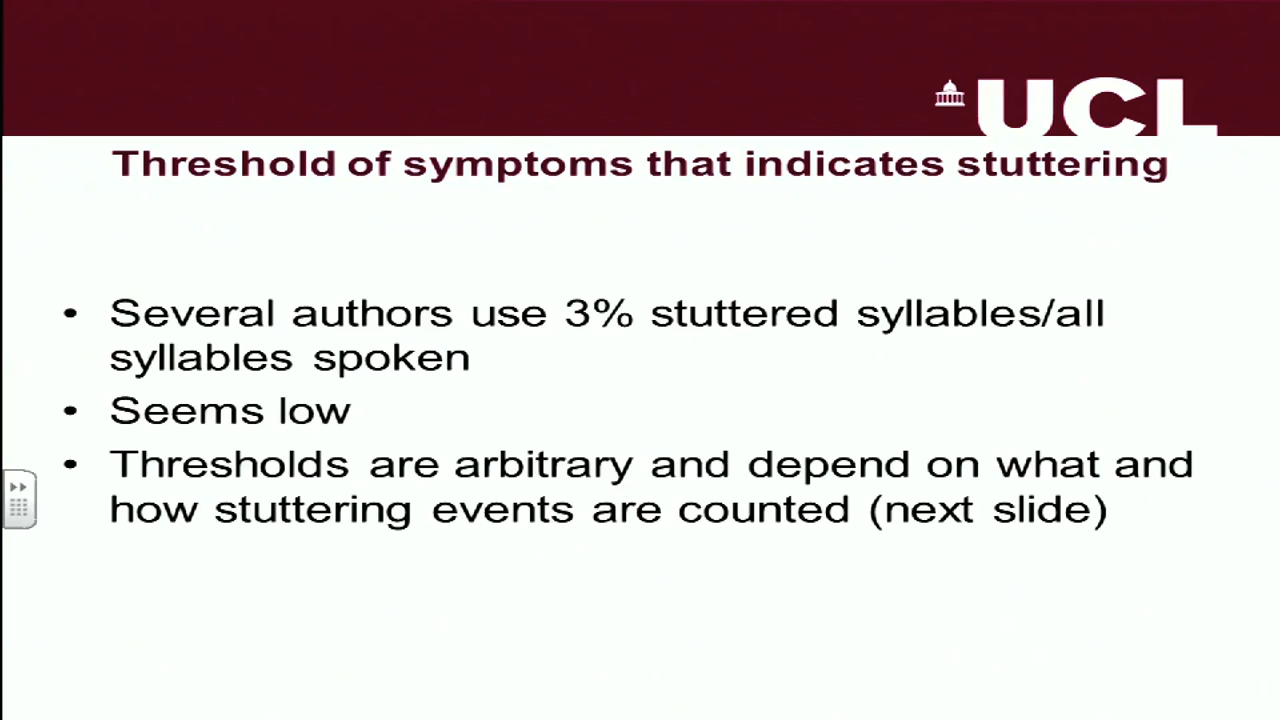 UCL
Threshold of symptoms that indicates stuttering
• Several authors use 3% stuttered syllables/all
syllables spoken
• Seems low
• Thresholds are arbitrary and depend on what and
how stuttering events are counted (next slide)